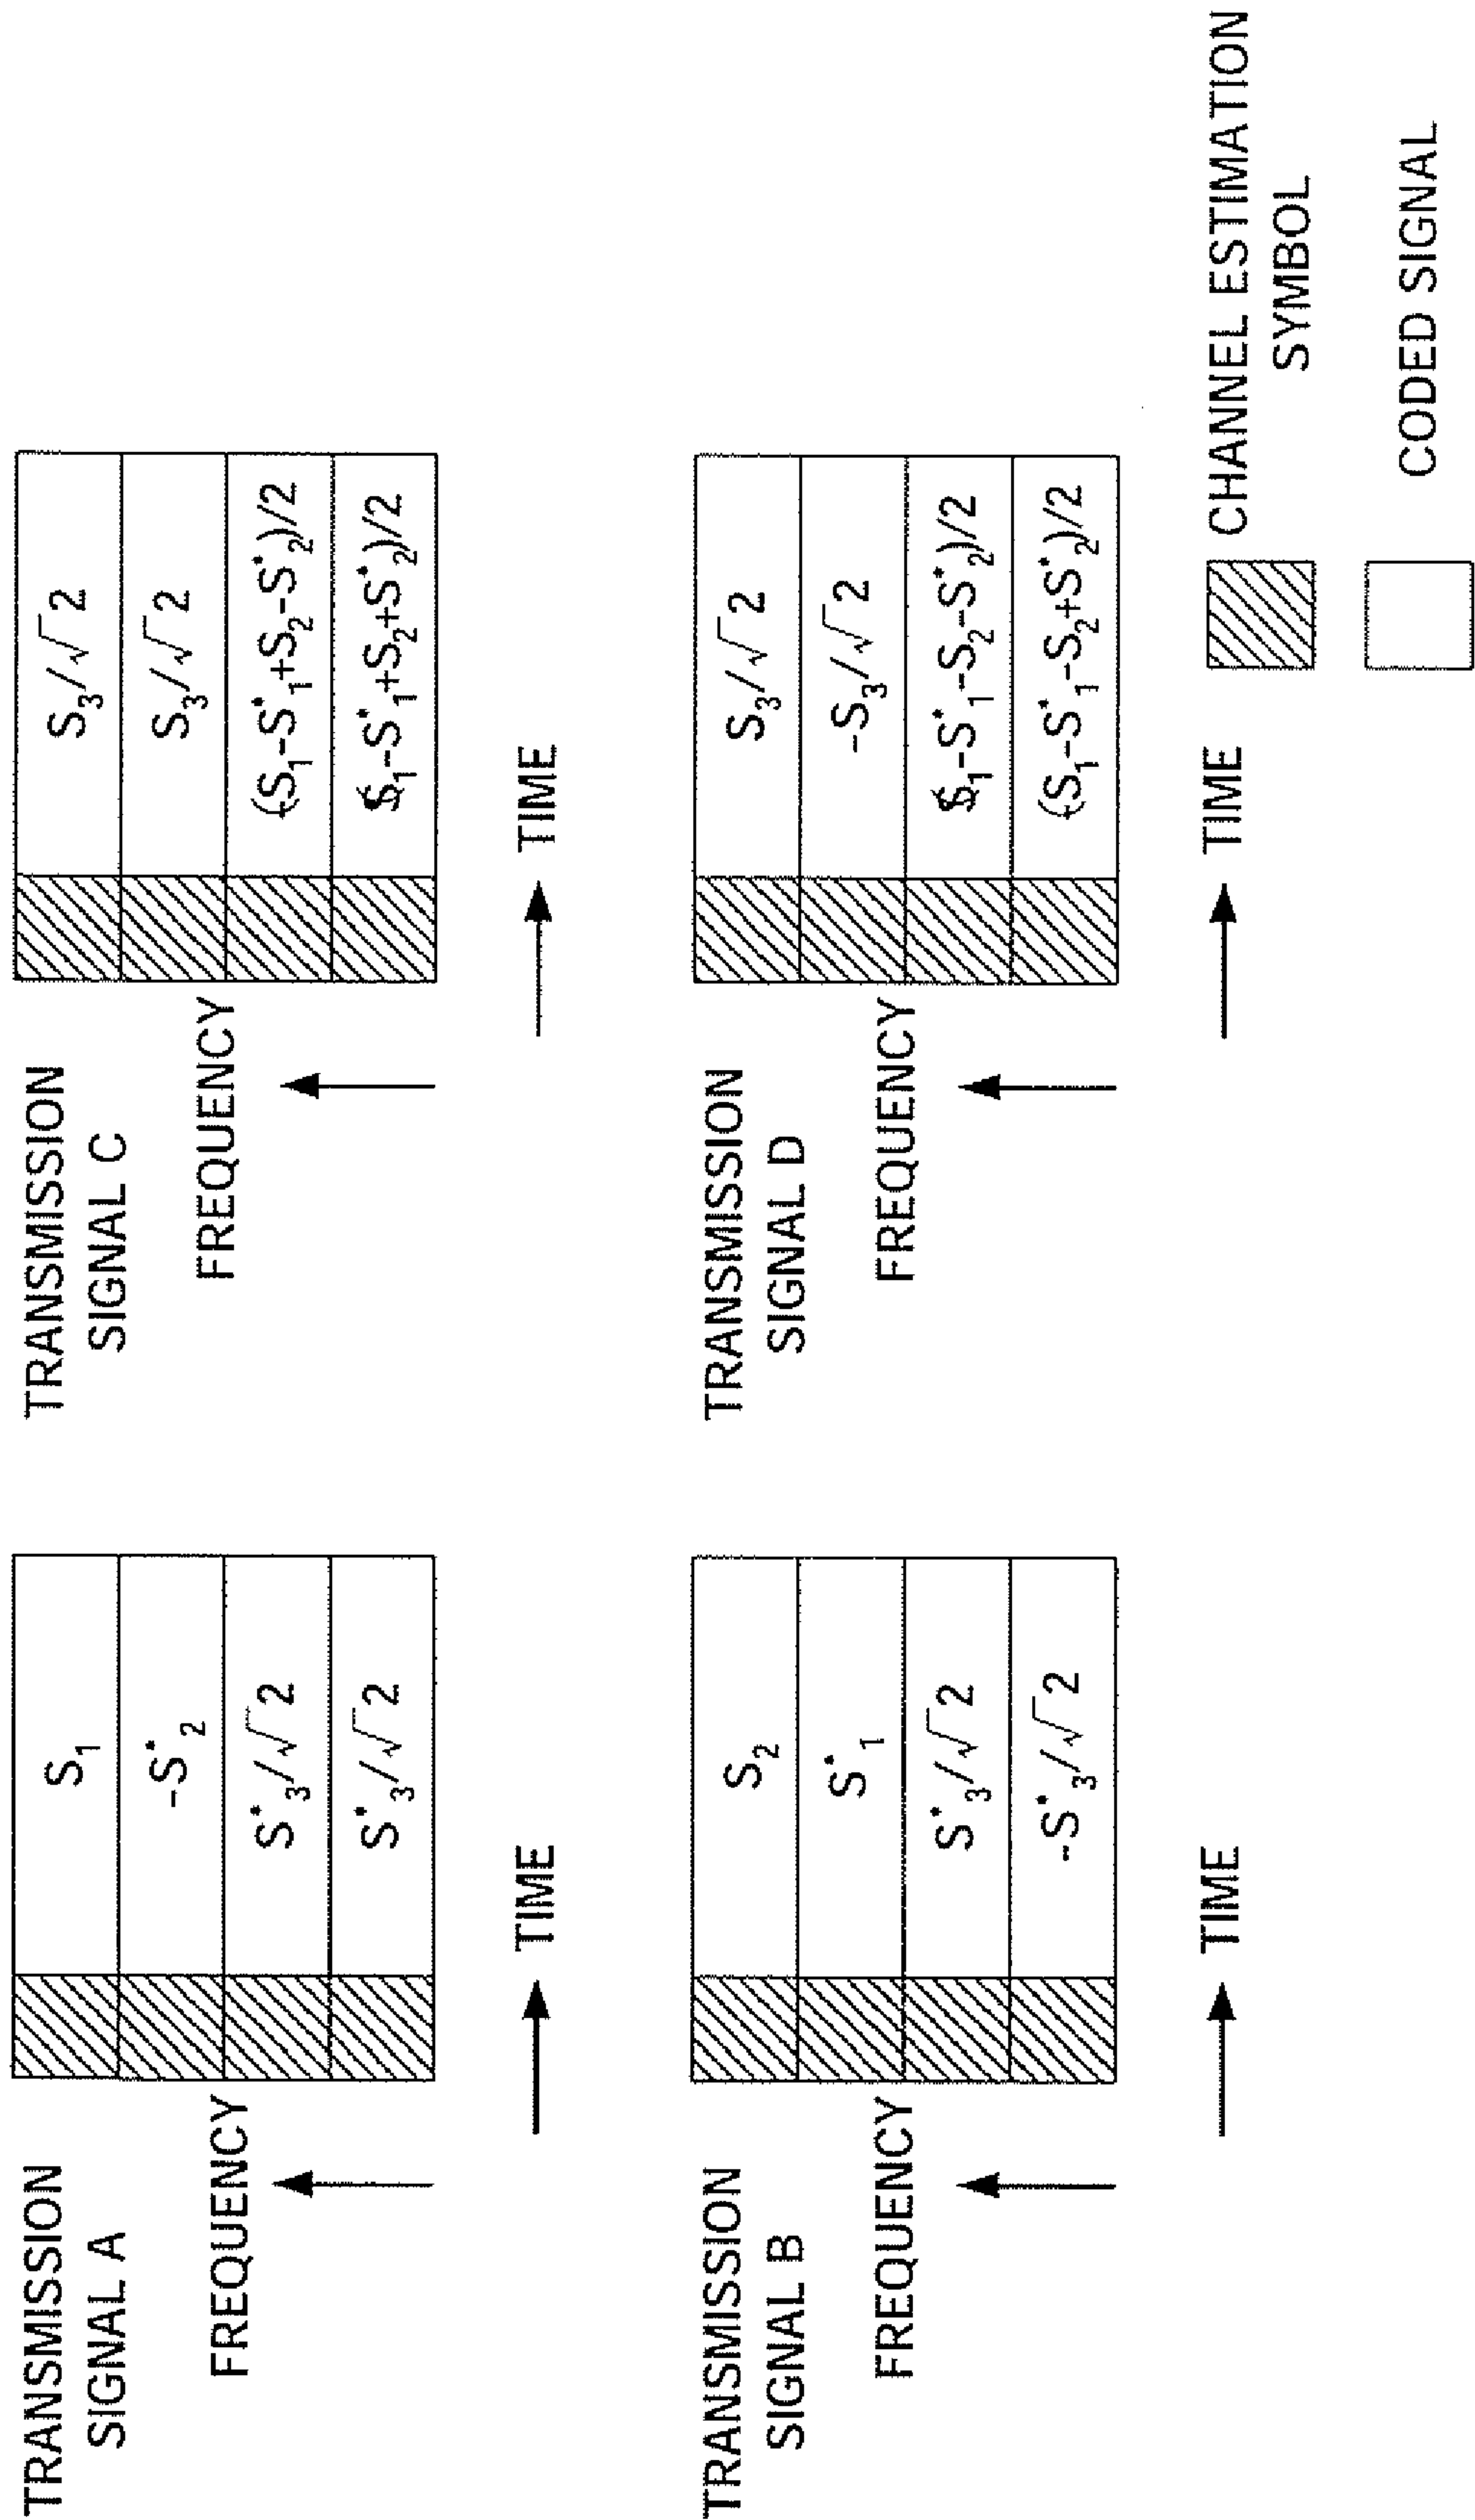 TRANSMISSION
SIGNAL A
FREQUENCY
S₁
-S*₂
S*₃/√2
S*₃/√2
TIME
TRANSMISSION
SIGNAL C
FREQUENCY
S₃/√2
S₃/√2
(-S₁-S*₁+S₂-S*₂)/2
(S₁-S*₁+S₂+S*₂)/2
TIME
TRANSMISSION
SIGNAL B
FREQUENCY
S₂
S*₁
S*₃/√2
-S*₃/√2
TIME
TRANSMISSION
SIGNAL D
FREQUENCY
S₃/√2
-S₃/√2
(S₁-S*₁-S₂-S*₂)/2
(-S₁-S*₁-S₂+S*₂)/2
TIME
CHANNEL ESTIMATION
SYMBOL
CODED SIGNAL